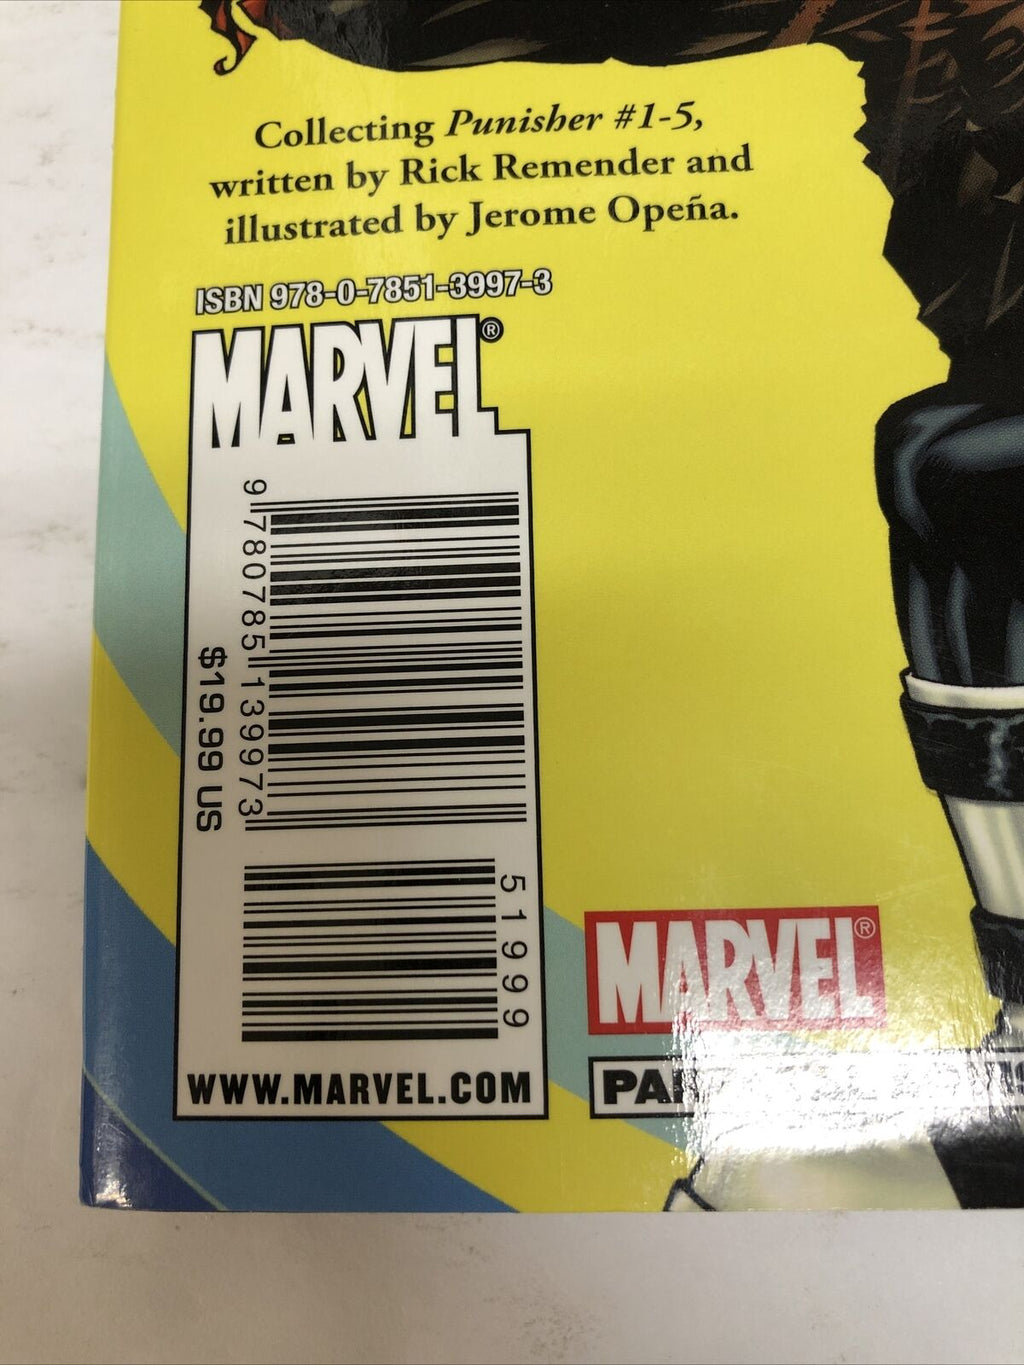 Collecting Punisher #1-5,
written by Rick Remender and
illustrated by Jerome Opeña.
ISBN 978-0-7851-3997-3
MARVEL®
9 780785 139973
$19.99 US
51999
WWW.MARVEL.COM
MARVEL®